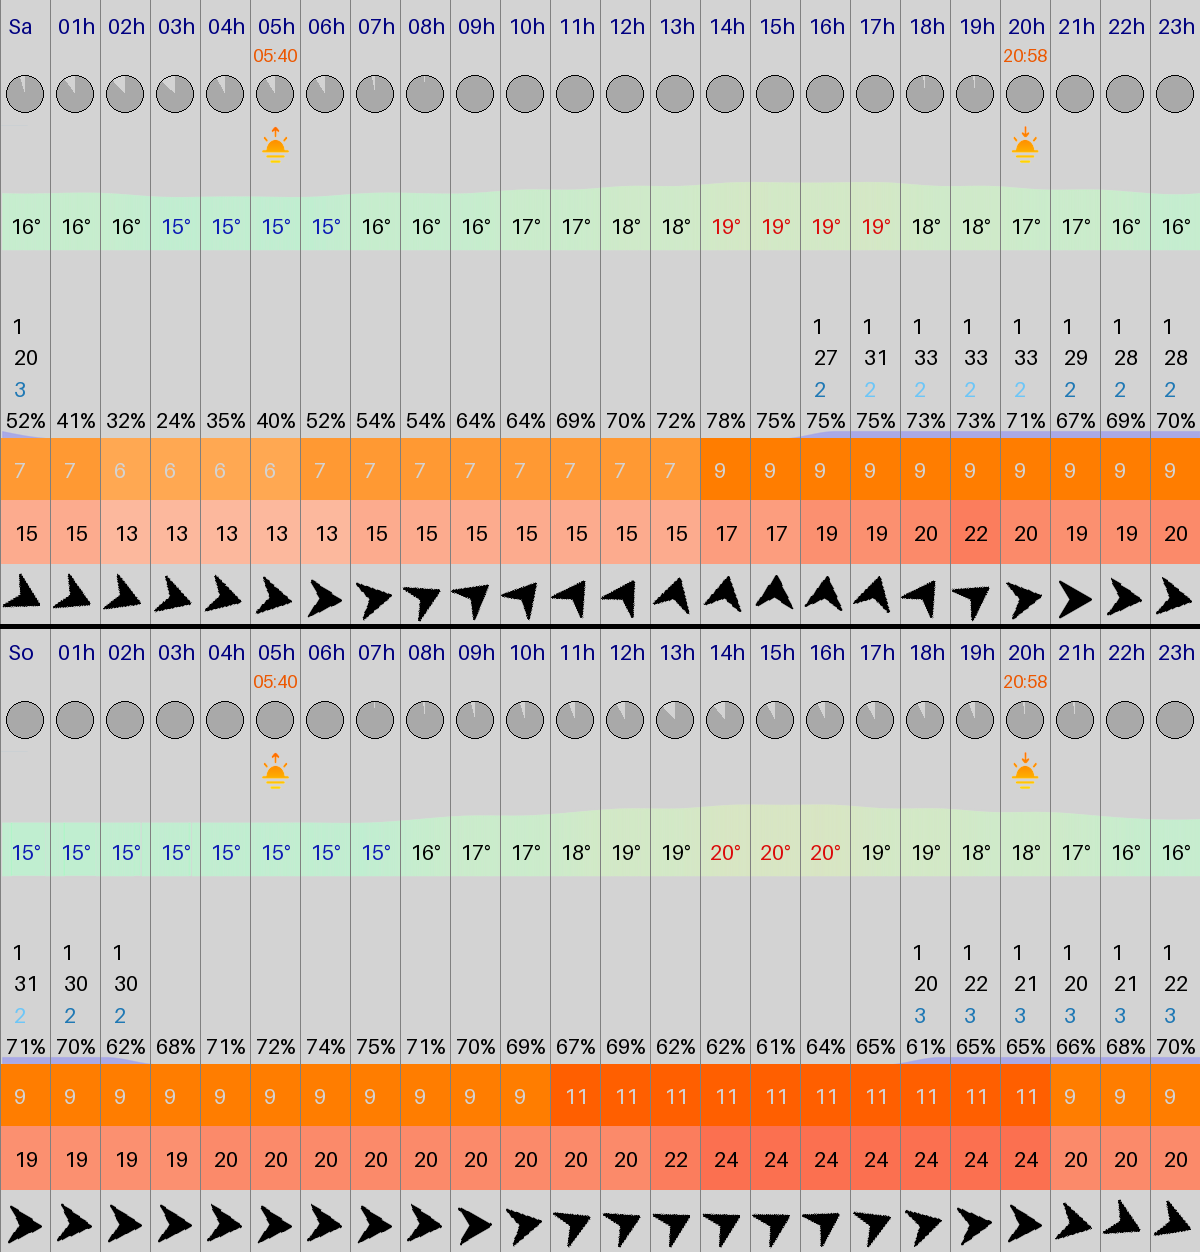 Sa 01h 02h 03h 04h 05h 06h 07h 08h 09h 10h 11h 12h 13h 14h 15h 16h 17h 18h 19h 20h 21h 22h 23h
05:40 20:58
16° 16° 16° 15° 15° 15° 15° 16° 16° 16° 17° 17° 18° 18° 19° 19° 19° 19° 18° 18° 17° 17° 16° 16°
1 1 1 1 1 1 1 1 1
20 27 31 33 33 33 29 28 28
3 2 2 2 2 2 2 2 2
52% 41% 32% 24% 35% 40% 52% 54% 54% 64% 64% 69% 70% 72% 78% 75% 75% 75% 73% 73% 71% 67% 69% 70%
7 7 6 6 6 6 7 7 7 7 7 7 7 7 9 9 9 9 9 9 9 9 9 9
15 15 13 13 13 13 13 15 15 15 15 15 15 15 17 17 19 19 20 22 20 19 19 20
So 01h 02h 03h 04h 05h 06h 07h 08h 09h 10h 11h 12h 13h 14h 15h 16h 17h 18h 19h 20h 21h 22h 23h
05:40 20:58
15° 15° 15° 15° 15° 15° 15° 15° 16° 17° 17° 18° 19° 19° 20° 20° 20° 19° 19° 18° 18° 17° 16° 16°
1 1 1 1 1 1 1 1 1
31 30 30 20 22 21 20 21 22
2 2 2 3 3 3 3 3 3
71% 70% 62% 68% 71% 72% 74% 75% 71% 70% 69% 67% 69% 62% 62% 61% 64% 65% 61% 65% 65% 66% 68% 70%
9 9 9 9 9 9 9 9 9 9 9 11 11 11 11 11 11 11 11 11 11 9 9 9
19 19 19 19 20 20 20 20 20 20 20 20 20 22 24 24 24 24 24 24 24 20 20 20